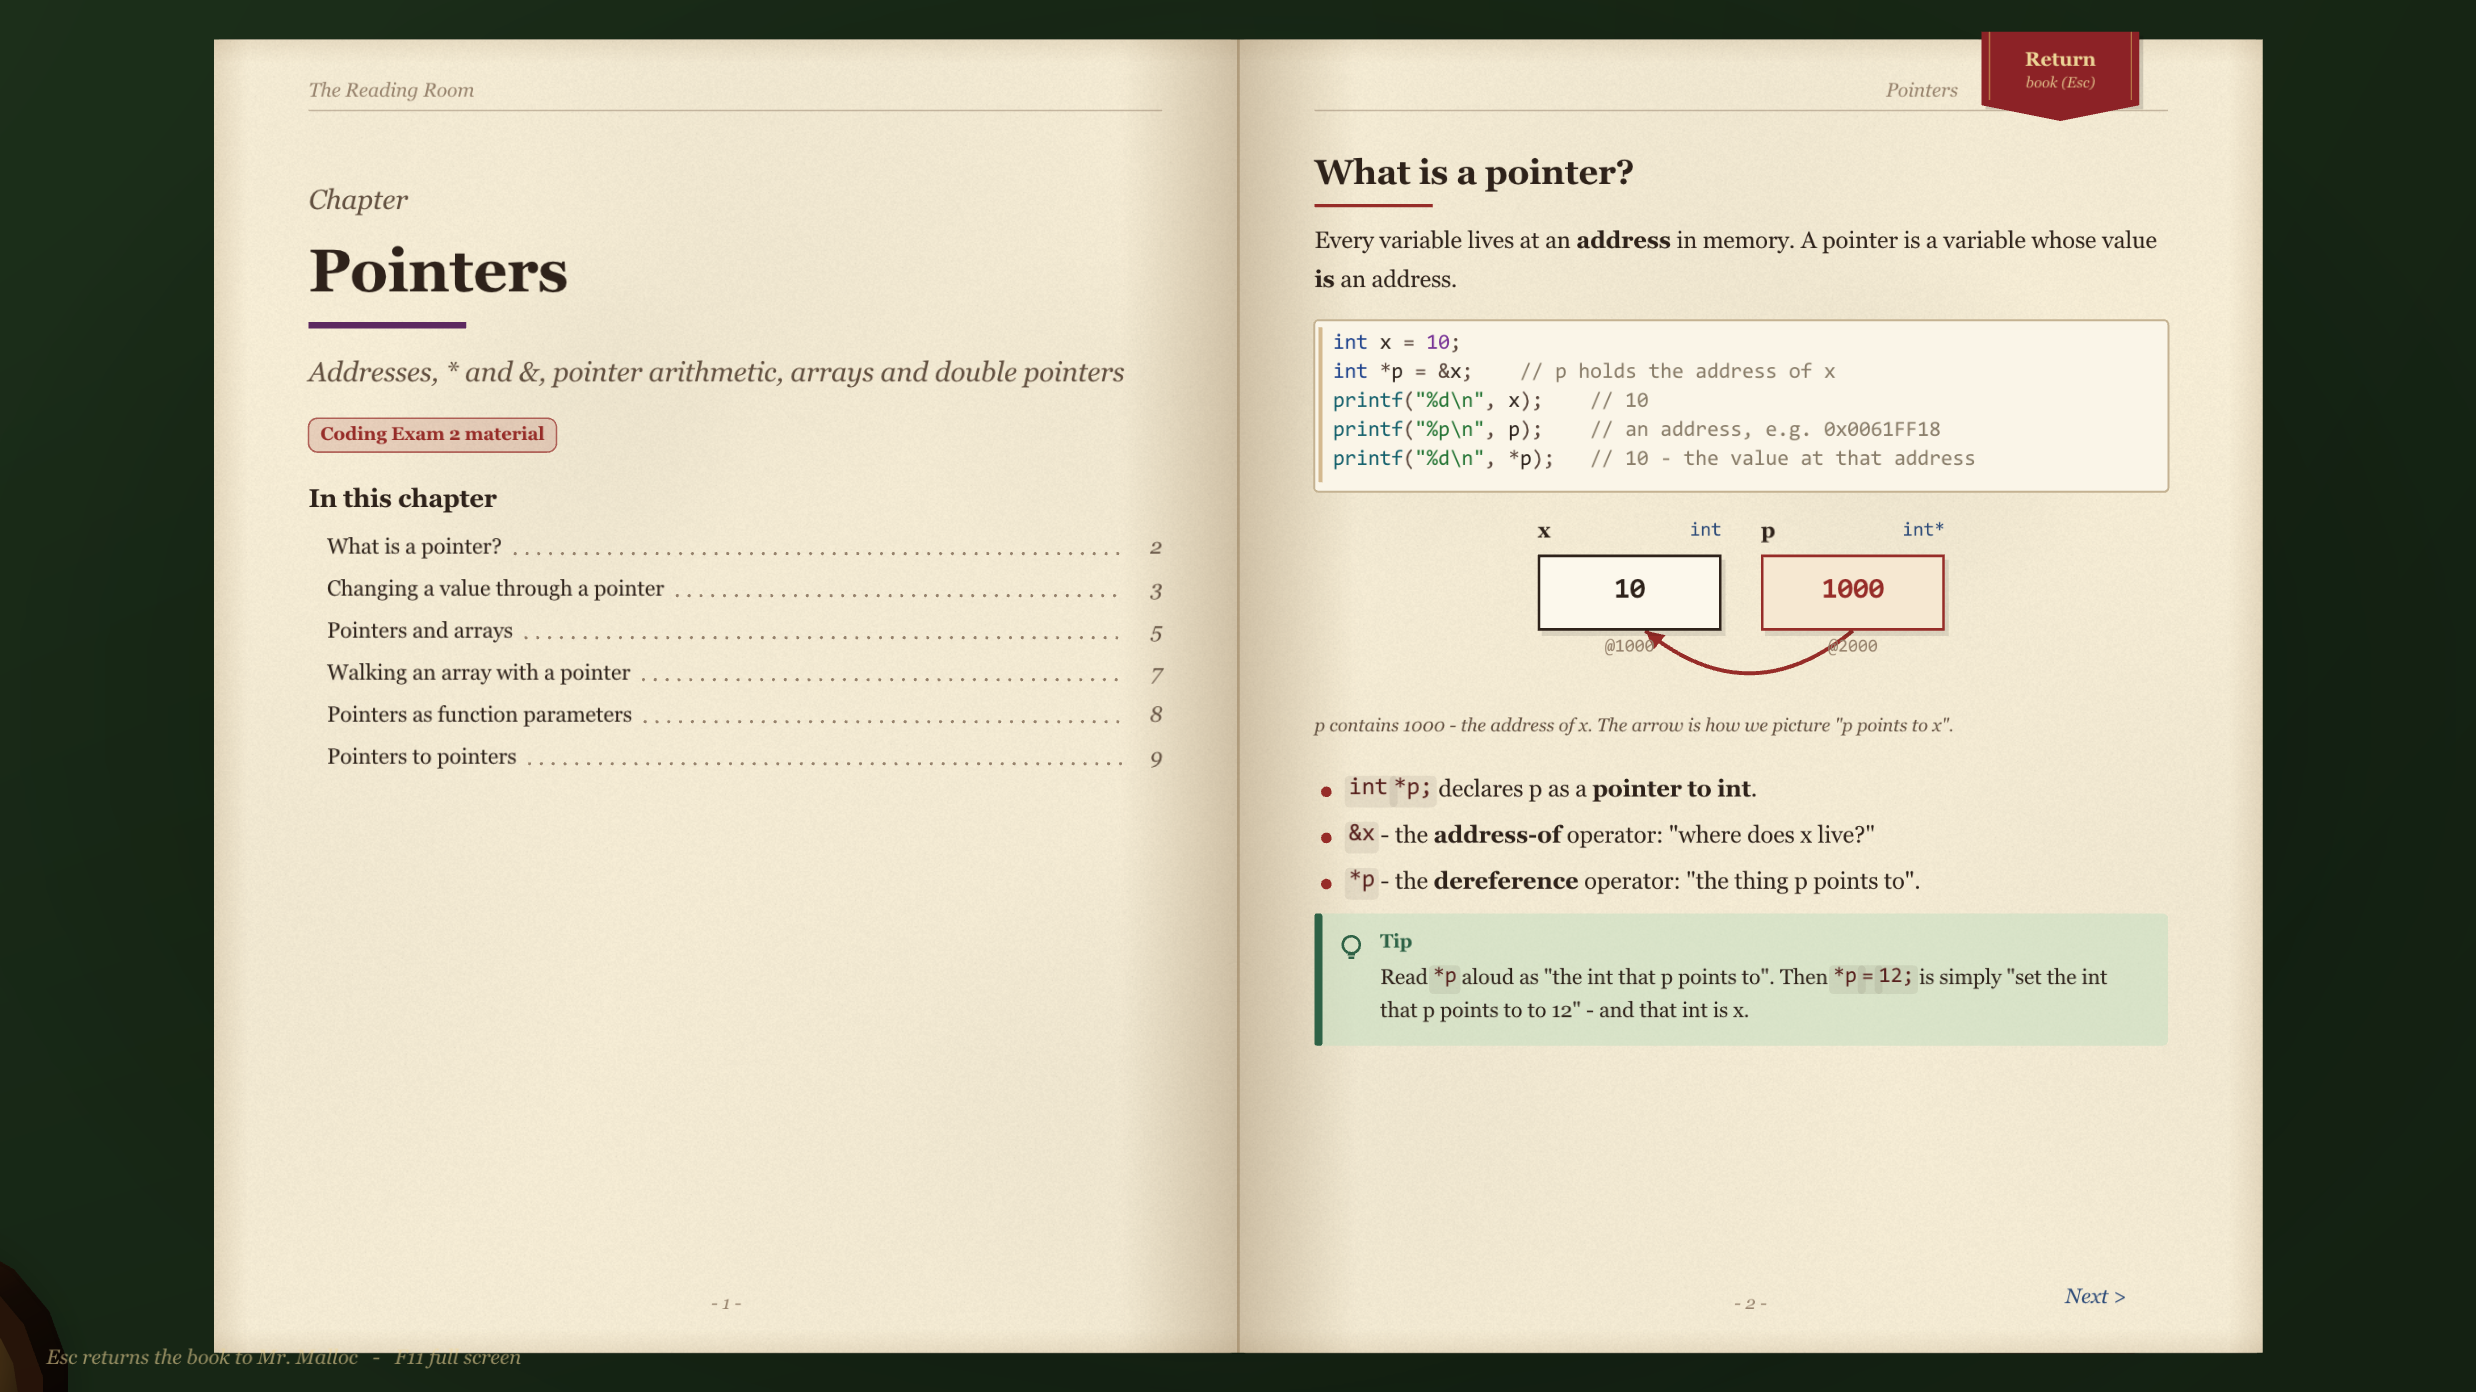 The Reading Room
Chapter
Pointers
Addresses, * and &, pointer arithmetic, arrays and double pointers
Coding Exam 2 material
In this chapter
What is a pointer? 2
Changing a value through a pointer 3
Pointers and arrays 5
Walking an array with a pointer 7
Pointers as function parameters 8
Pointers to pointers 9
- 1 -
Pointers
Return
book (Esc)
What is a pointer?
Every variable lives at an address in memory. A pointer is a variable whose value
is an address.
int x = 10;
int *p = &x;    // p holds the address of x
printf("%d\n", x);    // 10
printf("%p\n", p);    // an address, e.g. 0x0061FF18
printf("%d\n", *p);   // 10 - the value at that address
x int p int*
10 1000
@1000 @2000
p contains 1000 - the address of x. The arrow is how we picture "p points to x".
int *p; declares p as a pointer to int.
&x - the address-of operator: "where does x live?"
*p - the dereference operator: "the thing p points to".
Tip
Read *p aloud as "the int that p points to". Then *p = 12; is simply "set the int
that p points to to 12" - and that int is x.
- 2 -
Next >
Esc returns the book to Mr. Malloc - F11 full screen